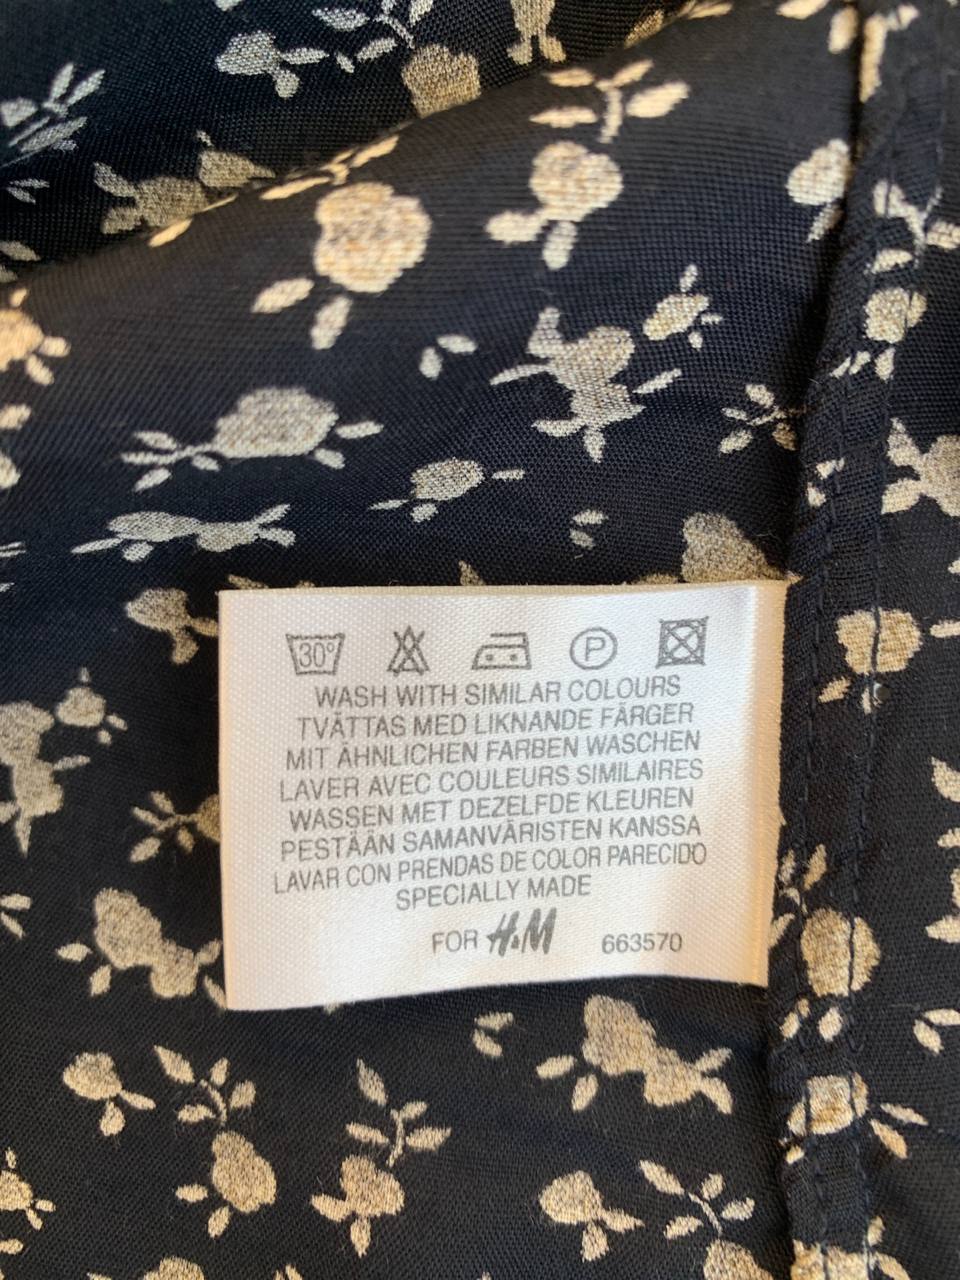 30°
P
WASH WITH SIMILAR COLOURS
TVÄTTAS MED LIKNANDE FÄRGER
MIT ÄHNLICHEN FARBEN WASCHEN
LAVER AVEC COULEURS SIMILAIRES
WASSEN MET DEZELFDE KLEUREN
PESTÄÄN SAMANVÄRISTEN KANSSA
LAVAR CON PRENDAS DE COLOR PARECIDO
SPECIALLY MADE
FOR H&M 663570